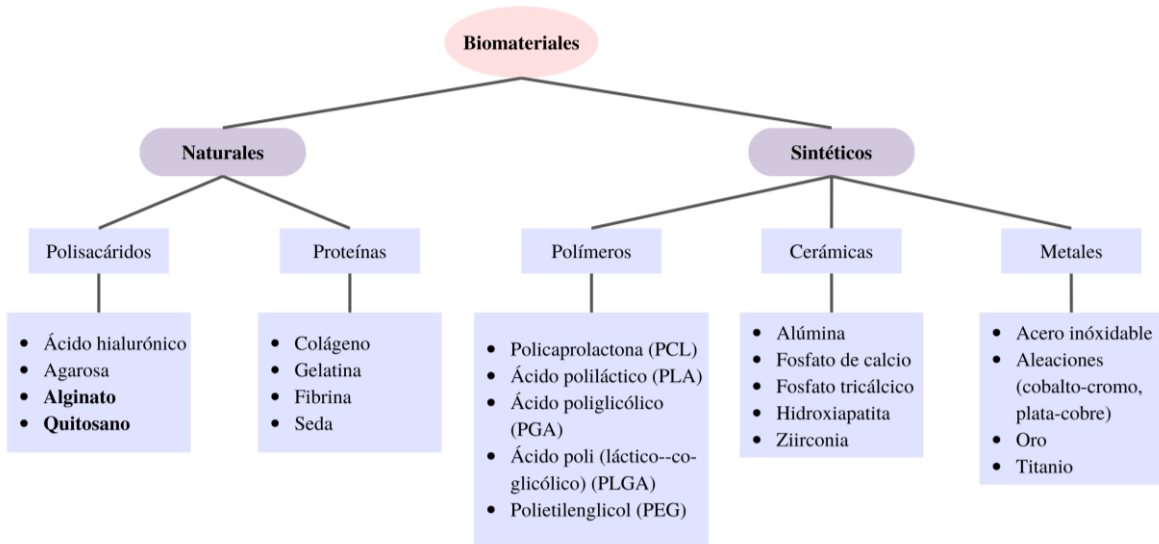 Biomateriales
Naturales
Sintéticos
Polisacáridos
Proteínas
Polímeros
Cerámicas
Metales
• Ácido hialurónico
• Agarosa
• Alginato
• Quitosano
• Colágeno
• Gelatina
• Fibrina
• Seda
• Policaprolactona (PCL)
• Ácido poliláctico (PLA)
• Ácido poliglicólico
(PGA)
• Ácido poli (láctico--co-
glicólico) (PLGA)
• Polietilenglicol (PEG)
• Alúmina
• Fosfato de calcio
• Fosfato tricálcico
• Hidroxiapatita
• Ziirconia
• Acero inóxidable
• Aleaciones
(cobalto-cromo,
plata-cobre)
• Oro
• Titanio